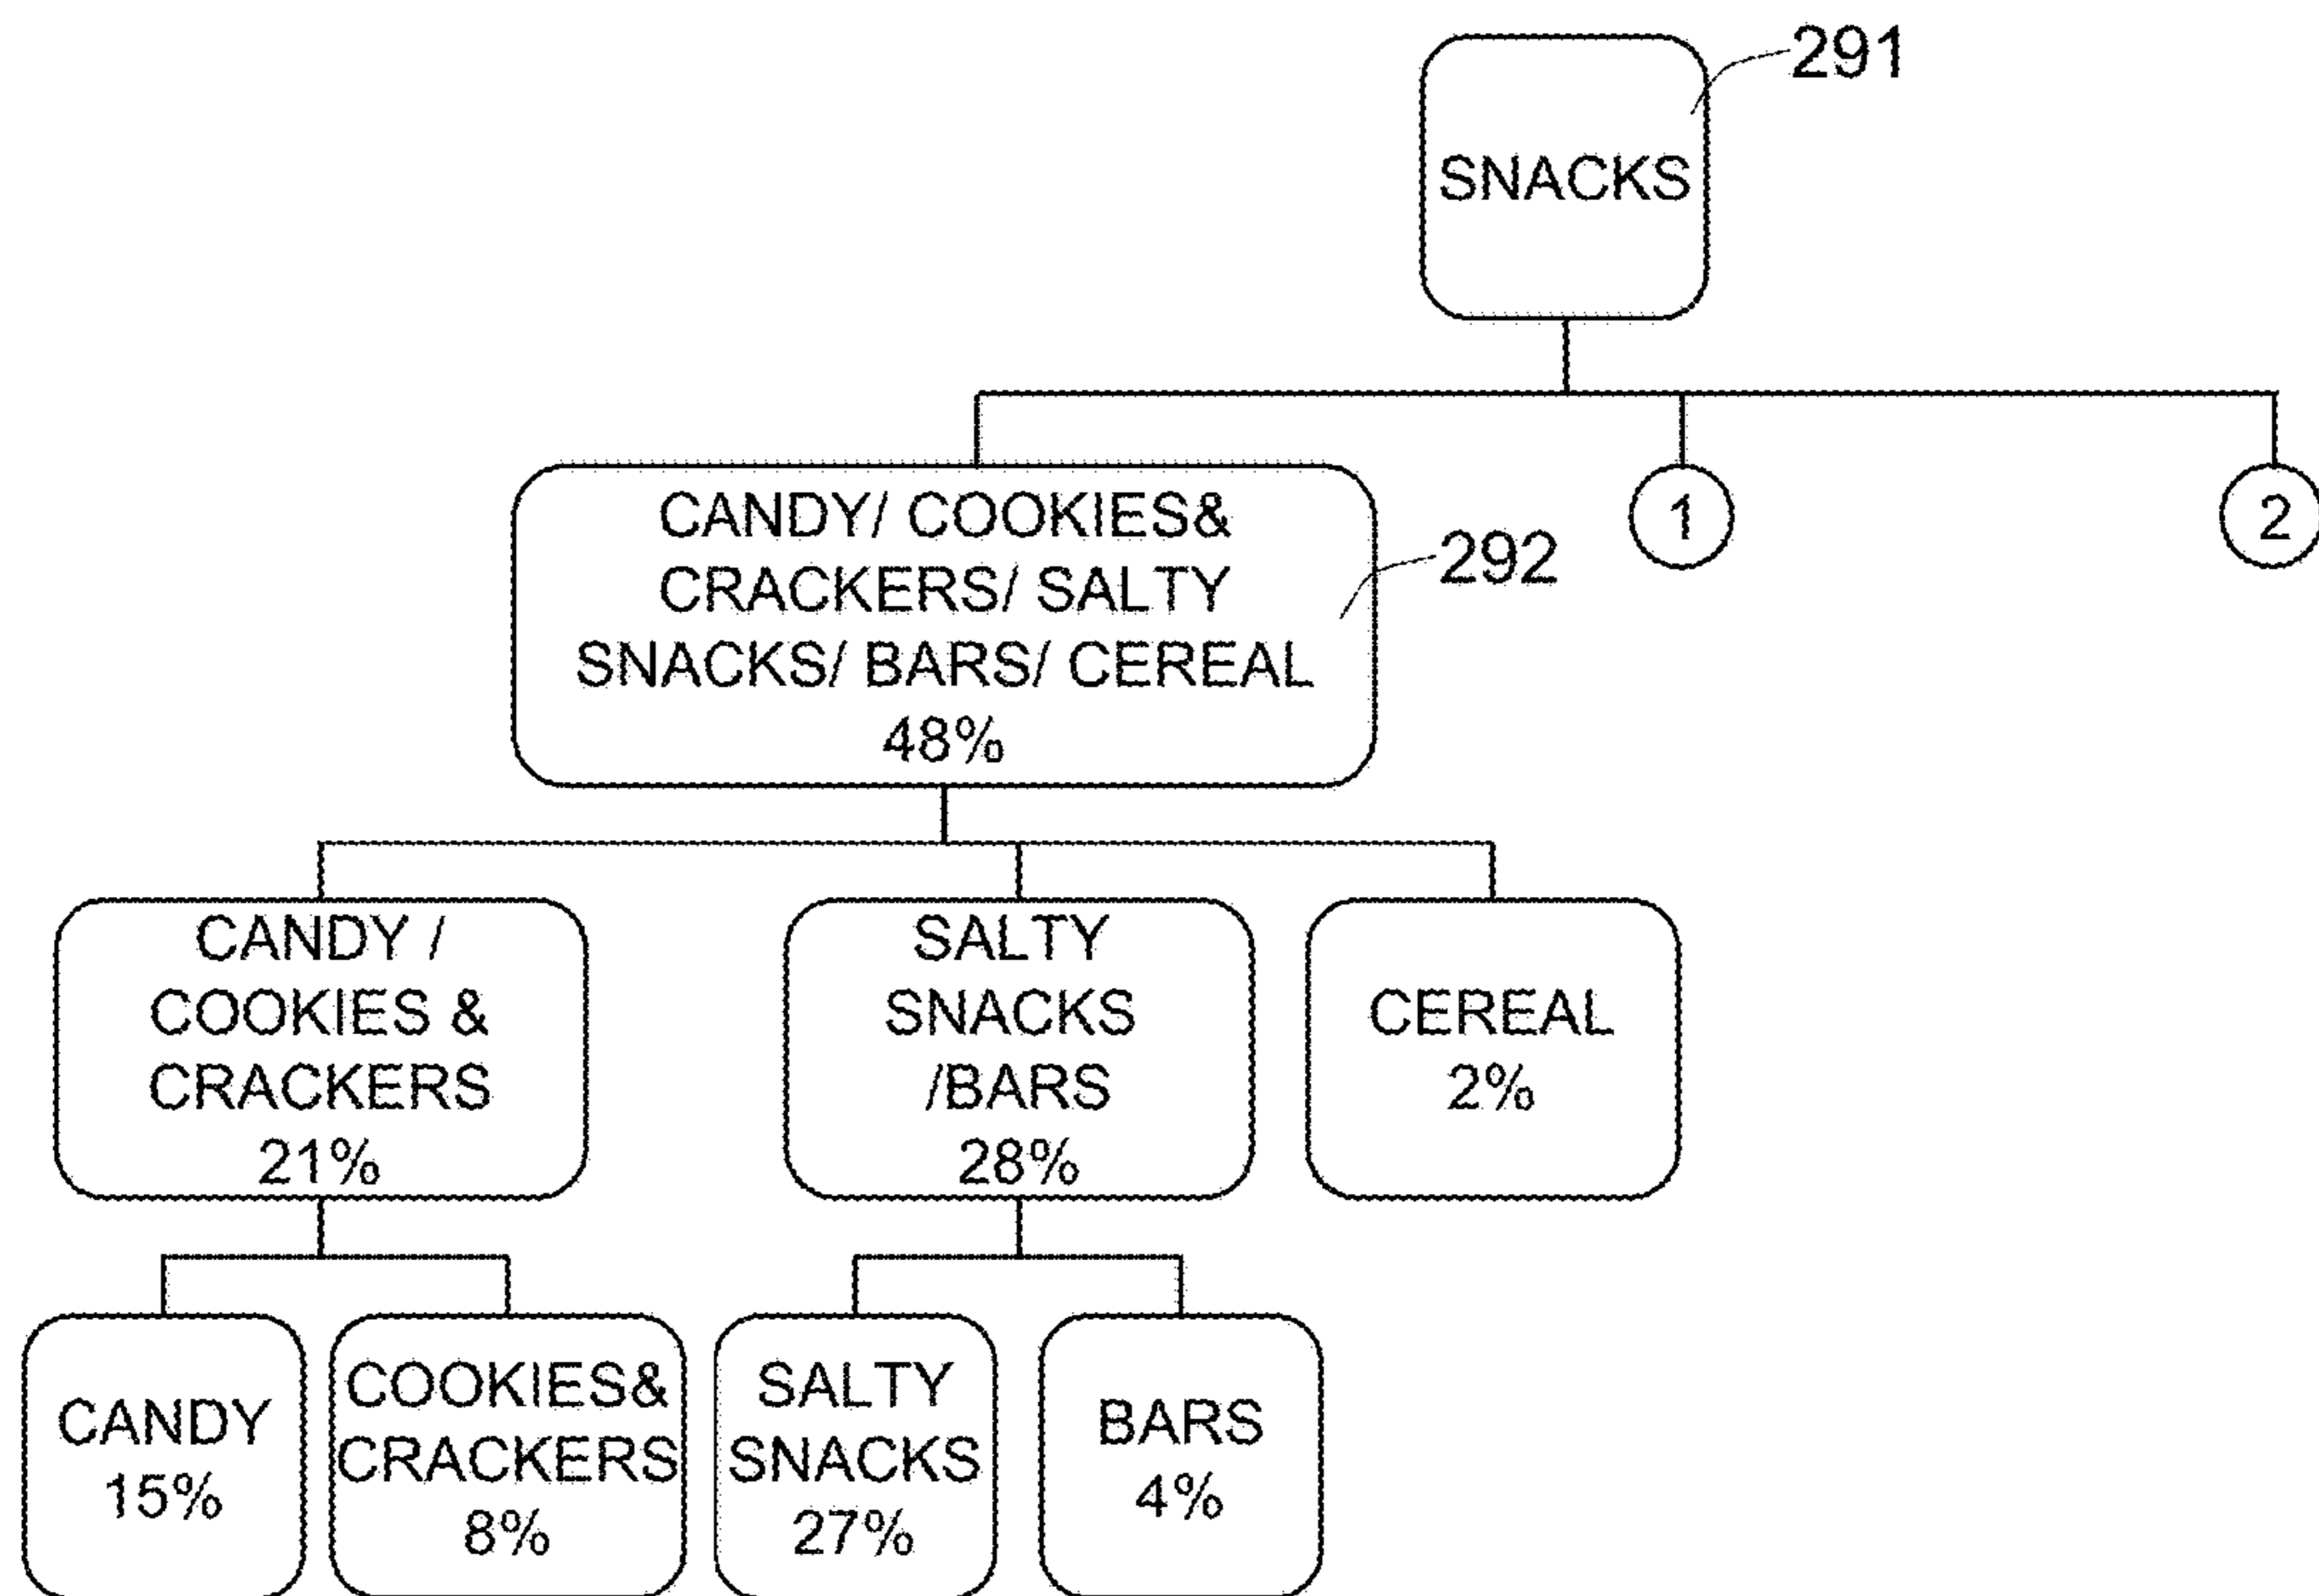 291
SNACKS
CANDY/ COOKIES&
CRACKERS/ SALTY
SNACKS/ BARS/ CEREAL
48%
292
1
2
CANDY /
COOKIES &
CRACKERS
21%
SALTY
SNACKS
/BARS
28%
CEREAL
2%
CANDY
15%
COOKIES&
CRACKERS
8%
SALTY
SNACKS
27%
BARS
4%